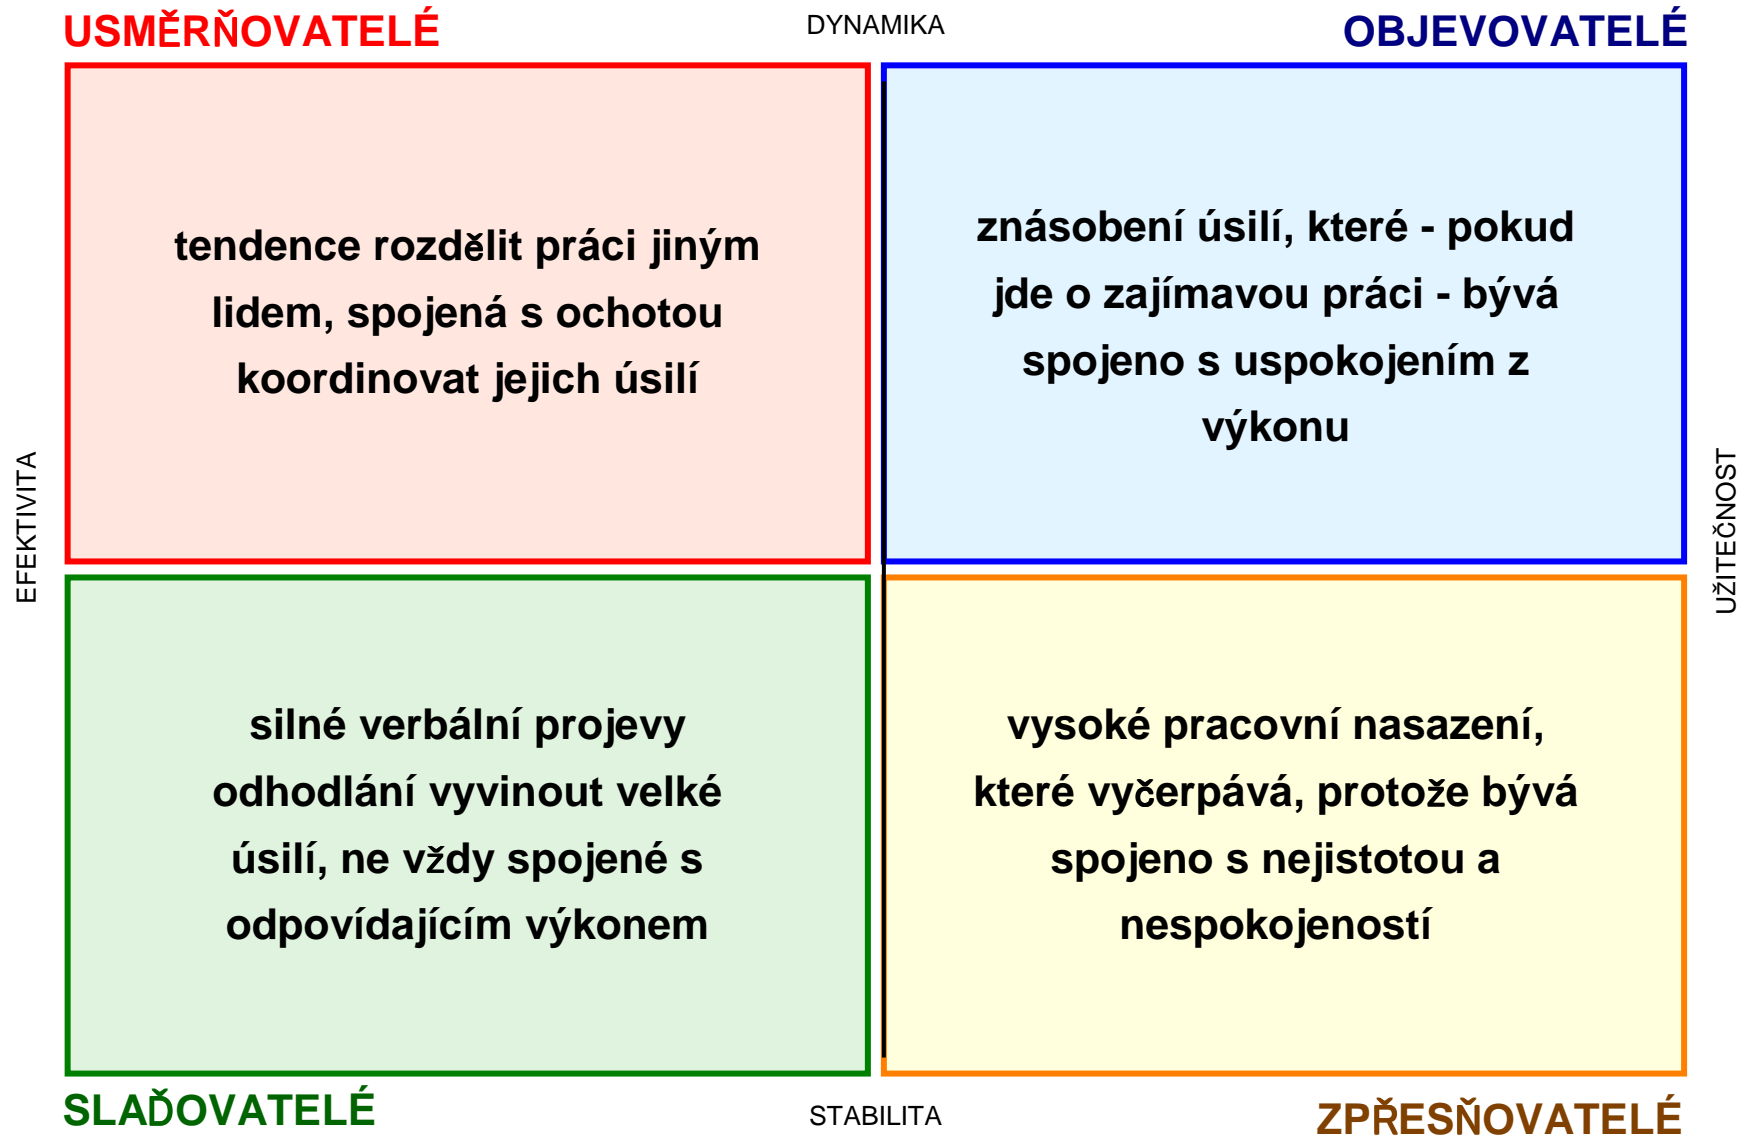 USMĚRŇOVATELÉ
DYNAMIKA
OBJEVOVATELÉ
tendence rozdělit práci jiným
lidem, spojená s ochotou
koordinovat jejich úsilí
znásobení úsilí, které - pokud
jde o zajímavou práci - bývá
spojeno s uspokojením z
výkonu
EFEKTIVITA
UŽITEČNOST
silné verbální projevy
odhodlání vyvinout velké
úsilí, ne vždy spojené s
odpovídajícím výkonem
vysoké pracovní nasazení,
které vyčerpává, protože bývá
spojeno s nejistotou a
nespokojeností
SLAĎOVATELÉ
STABILITA
ZPŘESŇOVATELÉ